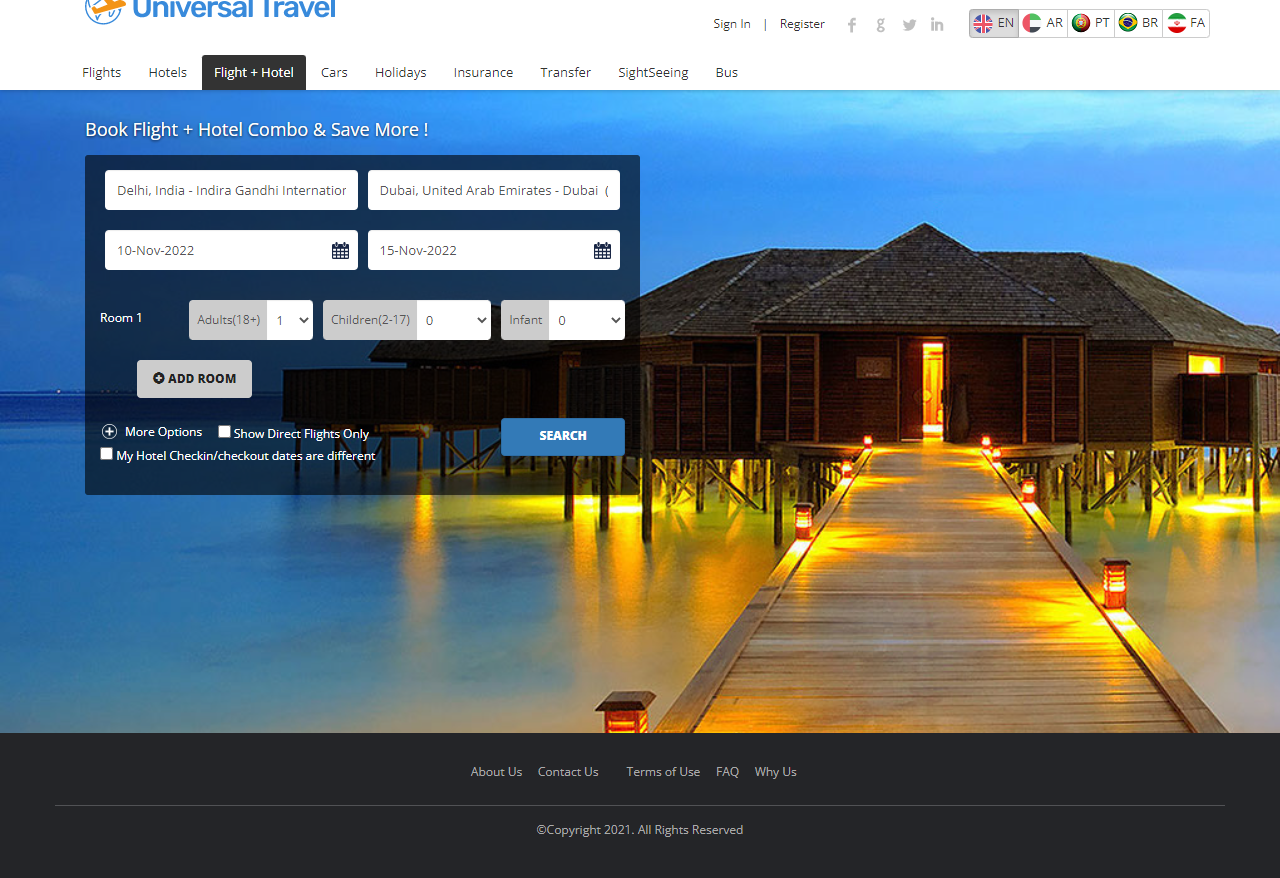 Universal Travel
Sign In | Register
EN AR PT BR FA
Flights Hotels Flight + Hotel Cars Holidays Insurance Transfer SightSeeing Bus
Book Flight + Hotel Combo & Save More !
Delhi, India - Indira Gandhi Internation Dubai, United Arab Emirates - Dubai (
10-Nov-2022 15-Nov-2022
Room 1 Adults(18+) 1 Children(2-17) 0 Infant 0
ADD ROOM
More Options Show Direct Flights Only SEARCH
My Hotel Checkin/checkout dates are different
About Us Contact Us Terms of Use FAQ Why Us
©Copyright 2021. All Rights Reserved